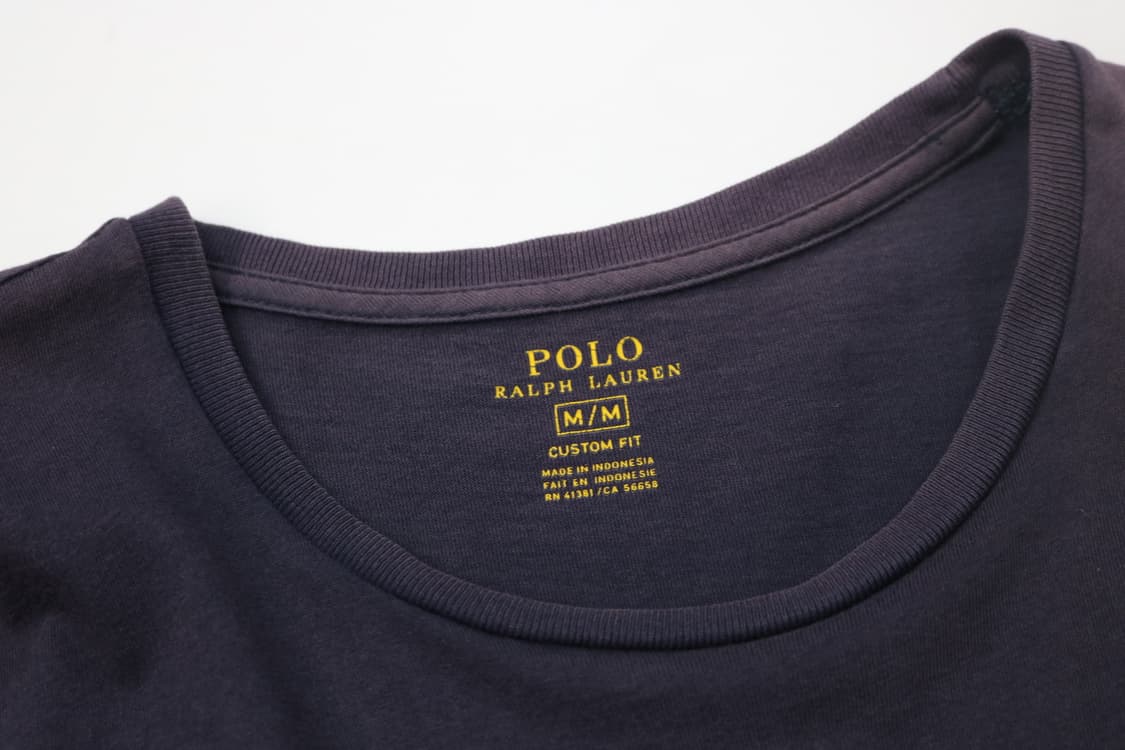 POLO
RALPH LAUREN
M/M
CUSTOM FIT
MADE IN INDONESIA
FAIT EN INDONESIE
RN 41381 / CA 56658